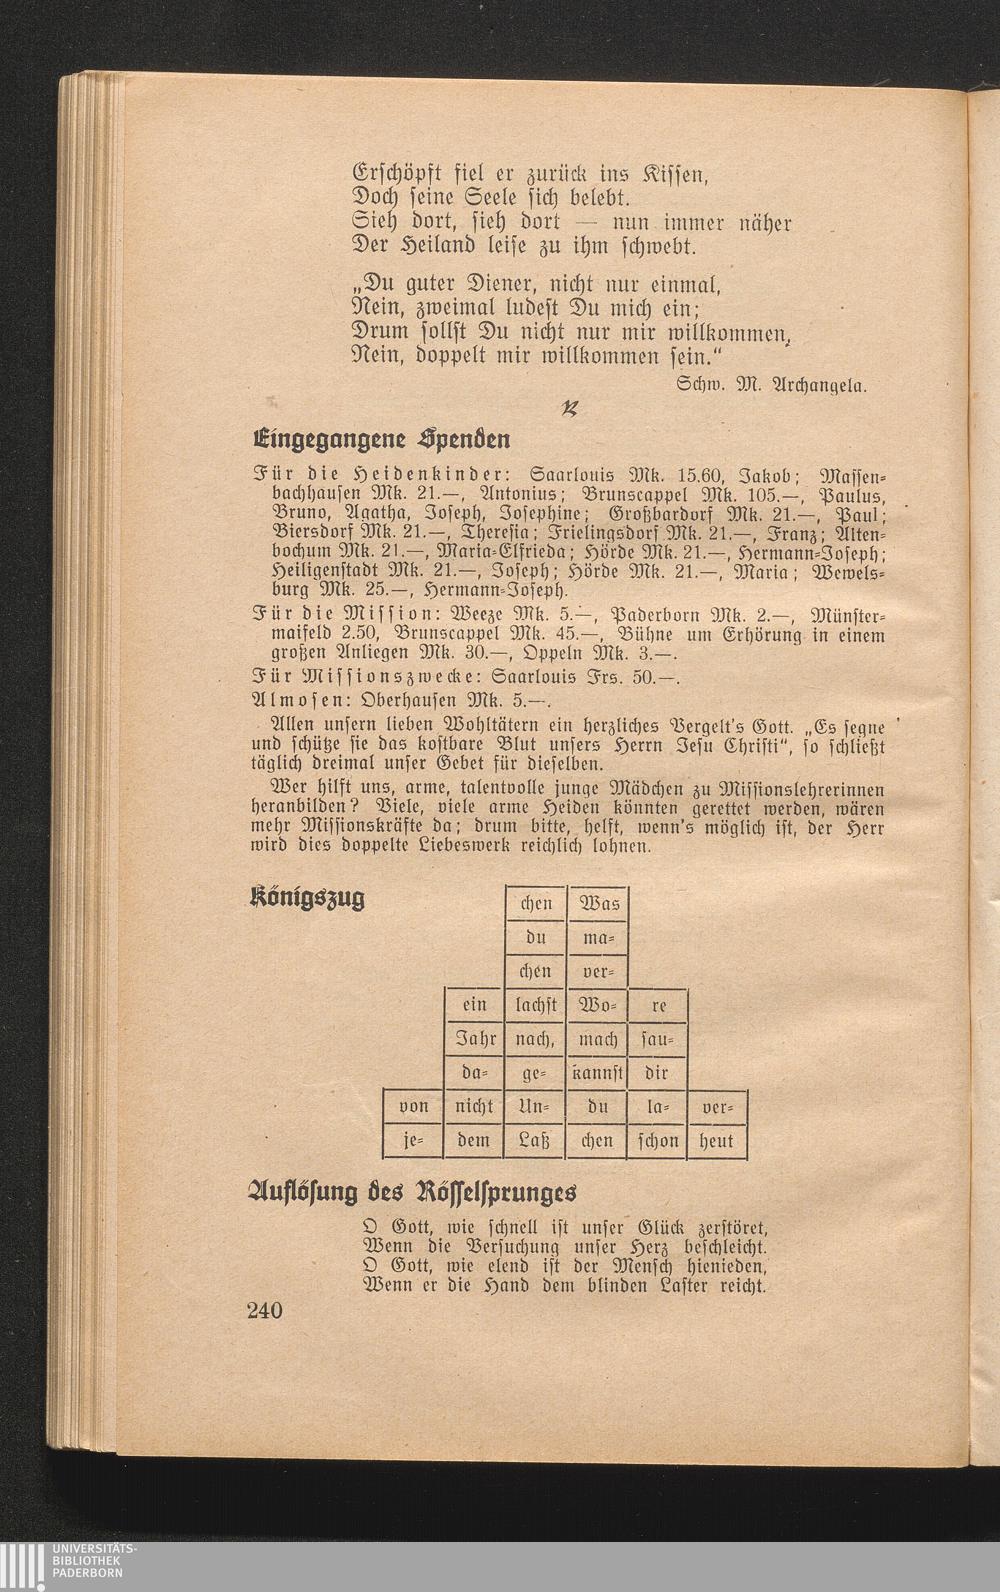 Erschöpft fiel er zurück ins Kissen,
Doch seine Seele sich belebt.
Sieh dort, sieh dort — nun immer näher
Der Heiland leise zu ihm schwebt.
„Du guter Diener, nicht nur einmal,
Nein, zweimal ludest Du mich ein;
Drum sollst Du nicht nur mir willkommen,
Nein, doppelt mir willkommen sein.“
Schw. M. Archangela.
Eingegangene Spenden
Für die Heidenkinder: Saarlouis Mk. 15.60, Jakob; Massen-
bachhausen Mk. 21.—, Antonius; Brunscappel Mk. 105.—, Paulus,
Bruno, Agatha, Joseph, Josephine; Großbardorf Mk. 21.—, Paul;
Biersdorf Mk. 21.—, Theresia; Frielingsdorf Mk. 21.—, Franz; Alten-
bochum Mk. 21.—, Maria-Elfrieda; Hörde Mk. 21.—, Hermann-Joseph;
Heiligenstadt Mk. 21.—, Joseph; Hörde Mk. 21.—, Maria; Wewels-
burg Mk. 25.—, Hermann-Joseph.
Für die Mission: Weeze Mk. 5.—, Paderborn Mk. 2.—, Münster-
maifeld 2.50, Brunscappel Mk. 45.—, Bühne um Erhörung in einem
großen Anliegen Mk. 30.—, Oppeln Mk. 3.—.
Für Missionszwecke: Saarlouis Frs. 50.—.
Almosen: Oberhausen Mk. 5.—.
Allen unsern lieben Wohltätern ein herzliches Vergelt's Gott. „Es segne
und schütze sie das kostbare Blut unsers Herrn Jesu Christi“, so schließt
täglich dreimal unser Gebet für dieselben.
Wer hilft uns, arme, talentvolle junge Mädchen zu Missionslehrerinnen
heranbilden? Viele, viele arme Heiden könnten gerettet werden, wären
mehr Missionskräfte da; drum bitte, helft, wenn's möglich ist, der Herr
wird dies doppelte Liebeswerk reichlich lohnen.
Königszug
chen Was
du ma-
chen ver-
ein lachst Wo- re
Jahr nach, mach sau-
da- ge- kannst dir
von nicht Un- du la- ver-
je- dem Laß chen schon heut
Auflösung des Rösselsprunges
O Gott, wie schnell ist unser Glück zerstöret,
Wenn die Versuchung unser Herz beschleicht.
O Gott, wie elend ist der Mensch hienieden,
Wenn er die Hand dem blinden Laster reicht.
240
UNIVERSITÄTS-
BIBLIOTHEK
PADERBORN